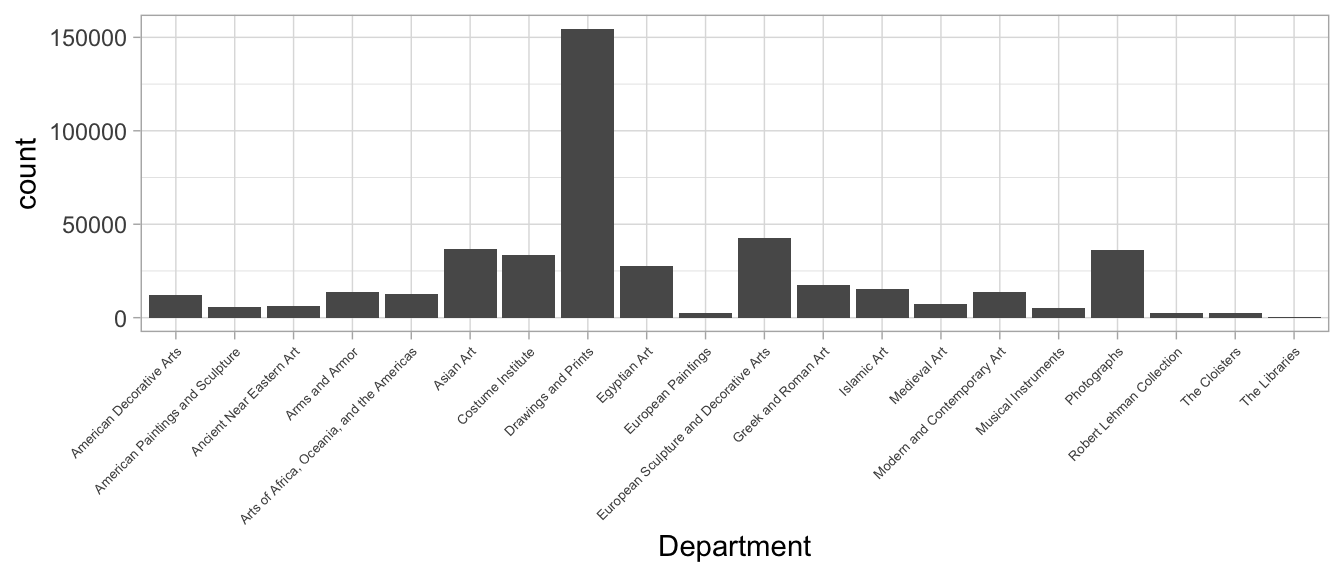 150000
100000
50000
0
count
American Decorative Arts
American Paintings and Sculpture
Ancient Near Eastern Art
Arms and Armor
Arts of Africa, Oceania, and the Americas
Asian Art
Costume Institute
Drawings and Prints
Egyptian Art
European Paintings
European Sculpture and Decorative Arts
Greek and Roman Art
Islamic Art
Medieval Art
Modern and Contemporary Art
Musical Instruments
Photographs
Robert Lehman Collection
The Cloisters
The Libraries
Department